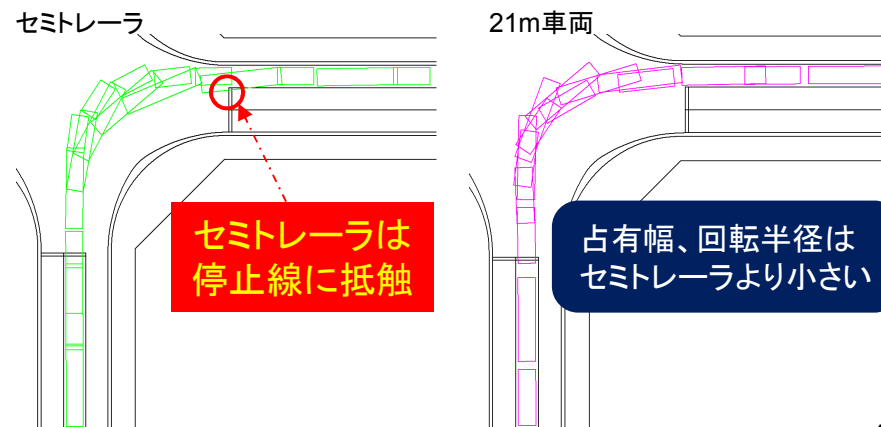 セミトレーラ
21m車両
セミトレーラは
停止線に抵触
占有幅、回転半径は
セミトレーラより小さい